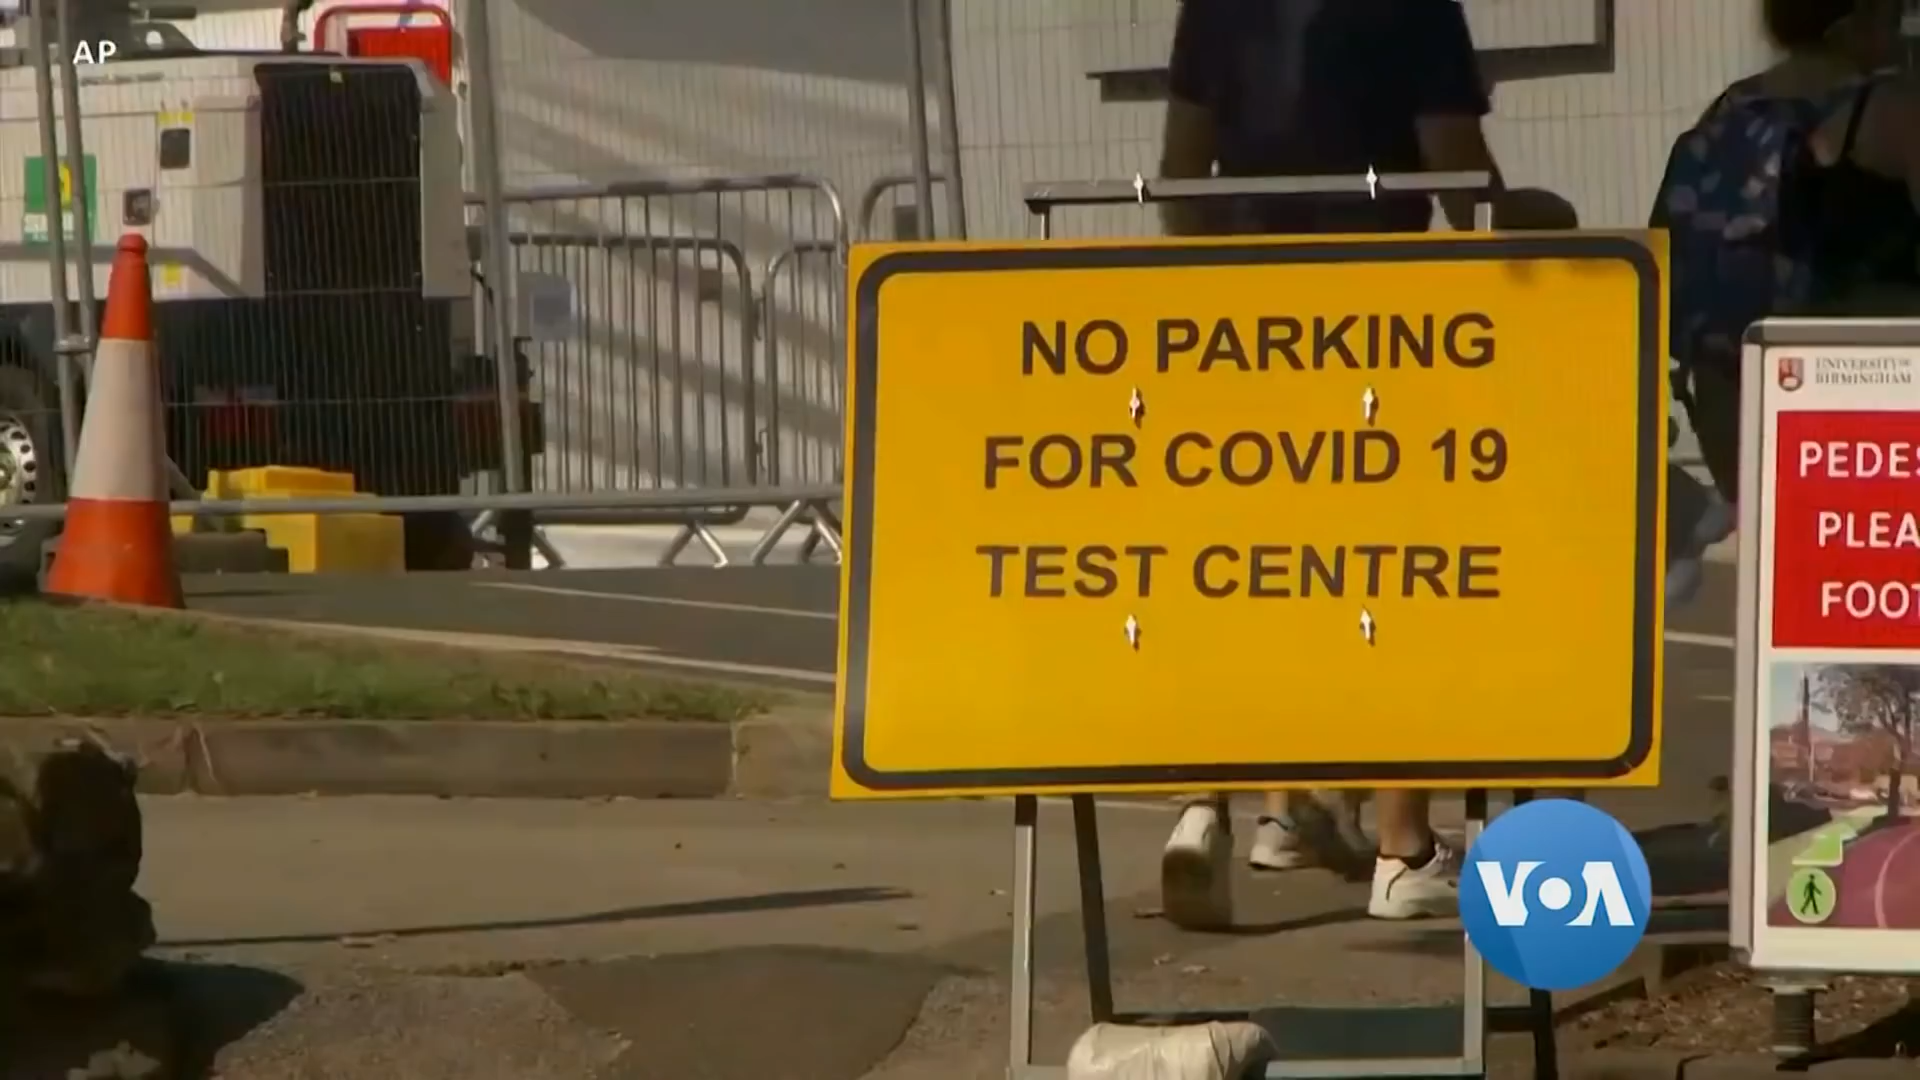 AP
NO PARKING
FOR COVID 19
TEST CENTRE
UNIVERSITY OF
BIRMINGHAM
PEDES
PLEA
FOOT
VOA